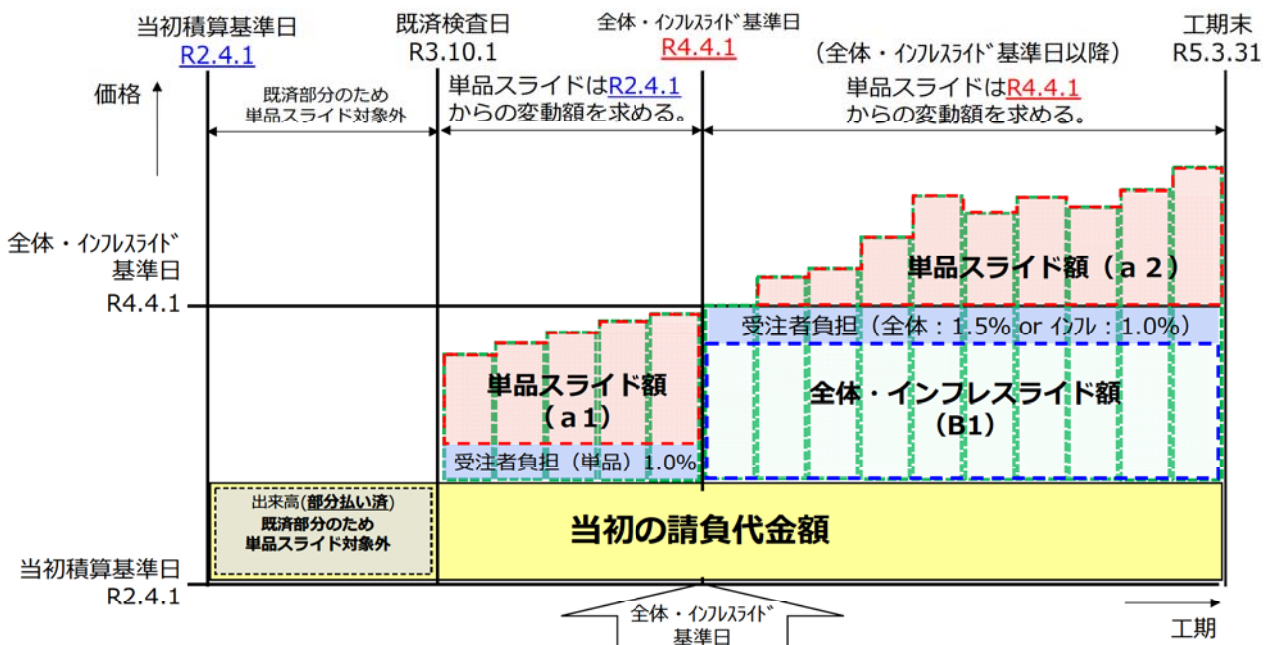 当初積算基準日
R2.4.1
既済検査日
R3.10.1
全体・インフレスライド基準日
R4.4.1
工期末
R5.3.31
価格
既済部分のため
単品スライド対象外
単品スライドはR2.4.1
からの変動額を求める。
(全体・インフレスライド基準日以降)
単品スライドはR4.4.1
からの変動額を求める。
全体・インフレスライド
基準日
R4.4.1
単品スライド額(a2)
受注者負担(全体:1.5% or インフレ:1.0%)
単品スライド額
(a1)
全体・インフレスライド額
(B1)
受注者負担(単品)1.0%
出来高(部分払い済)
既済部分のため
単品スライド対象外
当初の請負代金額
当初積算基準日
R2.4.1
全体・インフレスライド
基準日
工期